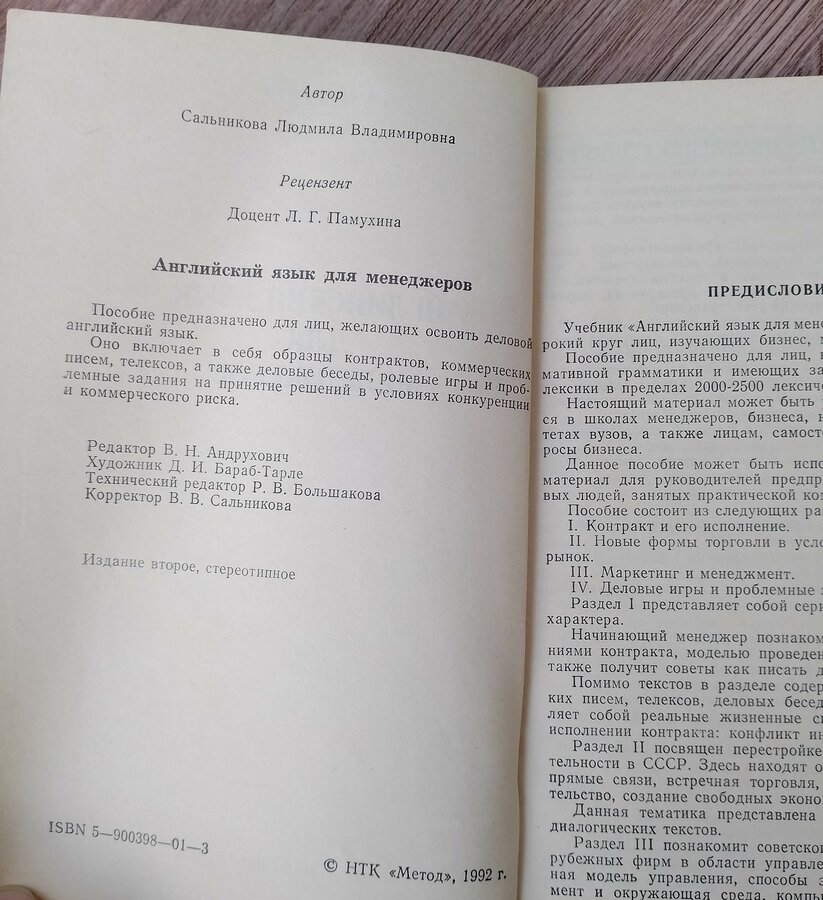 Автор
Сальникова Людмила Владимировна
Рецензент
Доцент Л. Г. Памухина
Английский язык для менеджеров
Пособие предназначено для лиц, желающих освоить деловой
английский язык.
Оно включает в себя образцы контрактов, коммерческих
писем, телексов, а также деловые беседы, ролевые игры и проб-
лемные задания на принятие решений в условиях конкуренции
и коммерческого риска.
Редактор В. Н. Андрухович
Художник Д. И. Бараб-Тарле
Технический редактор Р. В. Большакова
Корректор В. В. Сальникова
Издание второе, стереотипное
ISBN 5—900398—01—3
© НТК «Метод», 1992 г.
ПРЕДИСЛОВИ
Учебник «Английский язык для мене
рокий круг лиц, изучающих бизнес,
Пособие предназначено для лиц,
мативной грамматики и имеющих за
лексики в пределах 2000-2500 лексиче
Настоящий материал может быть
ся в школах менеджеров, бизнеса,
тетах вузов, а также лицам, самост
росы бизнеса.
Данное пособие может быть испо
материал для руководителей предпр
вых людей, занятых практической ком
Пособие состоит из следующих ра
I. Контракт и его исполнение.
II. Новые формы торговли в усло
рынок.
III. Маркетинг и менеджмент.
IV. Деловые игры и проблемные
Раздел I представляет собой сери
характера.
Начинающий менеджер познаком
ниями контракта, моделью проведен
также получит советы как писать д
Помимо текстов в разделе содер
ких писем, телексов, деловых бесед
ляет собой реальные жизненные си
исполнении контракта: конфликт ин
Раздел II посвящен перестройке
тельности в СССР. Здесь находят о
прямые связи, встречная торговля,
тельство, создание свободных эконо
Данная тематика представлена
диалогических текстов.
Раздел III познакомит советской
рубежных фирм в области управле
ная модель управления, способы э
мент и окружающая среда, компь